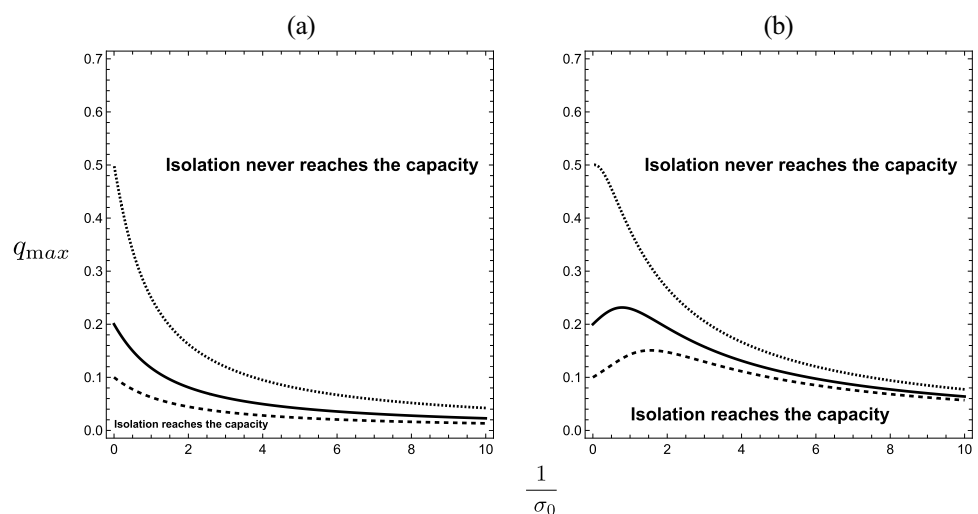 (a)
(b)
0.7
0.6
0.5
0.4
0.3
0.2
0.1
0.0
Isolation never reaches the capacity
Isolation reaches the capacity
0 2 4 6 8 10
0.7
0.6
0.5
0.4
0.3
0.2
0.1
0.0
Isolation never reaches the capacity
Isolation reaches the capacity
0 2 4 6 8 10
q_max
1
σ₀